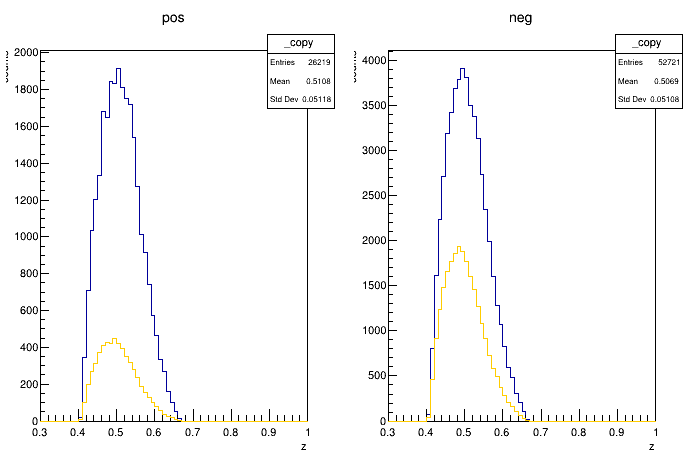 pos
neg
_copy
Entries 26219
Mean 0.5108
Std Dev 0.05118
_copy
Entries 52721
Mean 0.5069
Std Dev 0.05108
2000
1800
1600
1400
1200
1000
800
600
400
200
0
0.3 0.4 0.5 0.6 0.7 0.8 0.9 1
z
4000
3500
3000
2500
2000
1500
1000
500
0
0.3 0.4 0.5 0.6 0.7 0.8 0.9 1
z